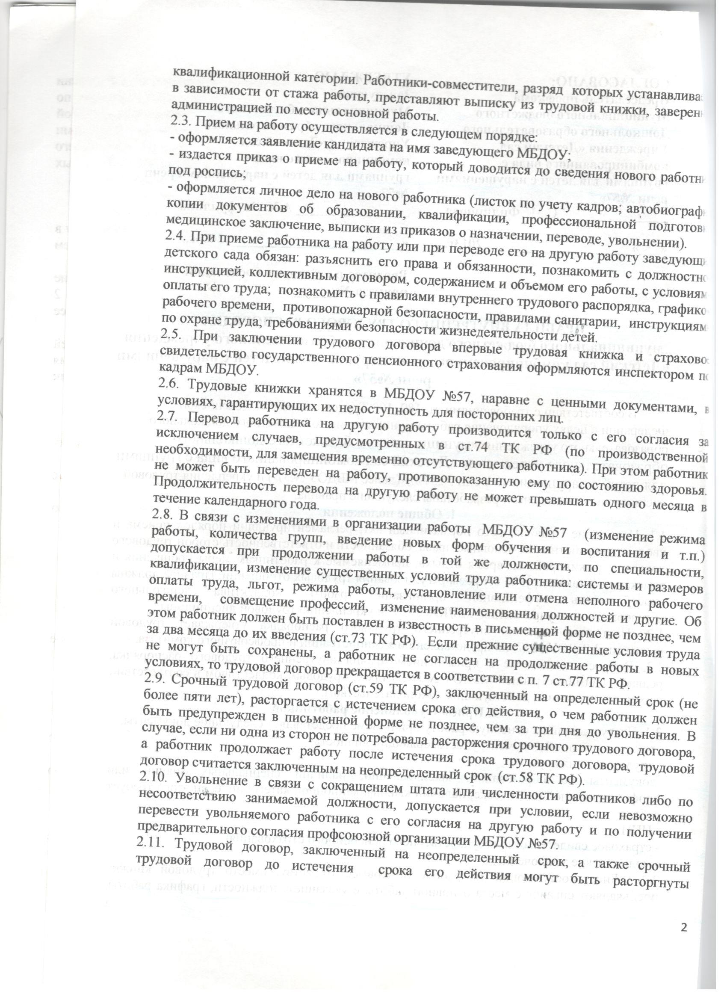 квалификационной категории. Работники-совместители, разряд которых устанавлива
в зависимости от стажа работы, представляют выписку из трудовой книжки, заверен
администрацией по месту основной работы.
2.3. Прием на работу осуществляется в следующем порядке:
- оформляется заявление кандидата на имя заведующего МБДОУ;
- издается приказ о приеме на работу, который доводится до сведения нового работн
под роспись;
- оформляется личное дело на нового работника (листок по учету кадров; автобиограф
копии документов об образовании, квалификации, профессиональной подготов
медицинское заключение, выписки из приказов о назначении, переводе, увольнении).
2.4. При приеме работника на работу или при переводе его на другую работу заведующ
детского сада обязан: разъяснить его права и обязанности, познакомить с должностн
инструкцией, коллективным договором, содержанием и объемом его работы, с условиям
оплаты его труда; познакомить с правилами внутреннего трудового распорядка, графико
рабочего времени, противопожарной безопасности, правилами санитарии, инструкциям
по охране труда, требованиями безопасности жизнедеятельности детей.
2.5. При заключении трудового договора впервые трудовая книжка и страхово
свидетельство государственного пенсионного страхования оформляются инспектором по
кадрам МБДОУ.
2.6. Трудовые книжки хранятся в МБДОУ №57, наравне с ценными документами, в
условиях, гарантирующих их недоступность для посторонних лиц.
2.7. Перевод работника на другую работу производится только с его согласия за
исключением случаев, предусмотренных в ст.74 ТК РФ (по производственной
необходимости, для замещения временно отсутствующего работника). При этом работник
не может быть переведен на работу, противопоказанную ему по состоянию здоровья.
Продолжительность перевода на другую работу не может превышать одного месяца в
течение календарного года.
2.8. В связи с изменениями в организации работы МБДОУ №57 (изменение режима
работы, количества групп, введение новых форм обучения и воспитания и т.п.)
допускается при продолжении работы в той же должности, по специальности,
квалификации, изменение существенных условий труда работника: системы и размеров
оплаты труда, льгот, режима работы, установление или отмена неполного рабочего
времени, совмещение профессий, изменение наименования должностей и другие. Об
этом работник должен быть поставлен в известность в письменной форме не позднее, чем
за два месяца до их введения (ст.73 ТК РФ). Если прежние существенные условия труда
не могут быть сохранены, а работник не согласен на продолжение работы в новых
условиях, то трудовой договор прекращается в соответствии с п. 7 ст.77 ТК РФ.
2.9. Срочный трудовой договор (ст.59 ТК РФ), заключенный на определенный срок (не
более пяти лет), расторгается с истечением срока его действия, о чем работник должен
быть предупрежден в письменной форме не позднее, чем за три дня до увольнения. В
случае, если ни одна из сторон не потребовала расторжения срочного трудового договора,
а работник продолжает работу после истечения срока трудового договора, трудовой
договор считается заключенным на неопределенный срок (ст.58 ТК РФ).
2.10. Увольнение в связи с сокращением штата или численности работников либо по
несоответствию занимаемой должности, допускается при условии, если невозможно
перевести увольняемого работника с его согласия на другую работу и по получении
предварительного согласия профсоюзной организации МБДОУ №57.
2.11. Трудовой договор, заключенный на неопределенный срок, а также срочный
трудовой договор до истечения срока его действия могут быть расторгнуты
2